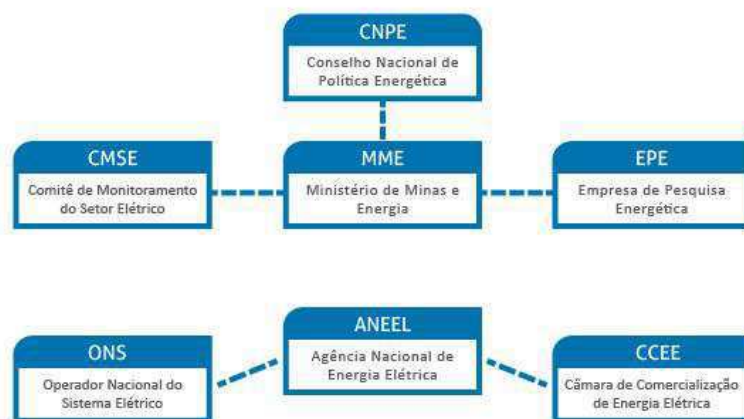 CNPE
Conselho Nacional de
Política Energética
CMSE
Comitê de Monitoramento
do Setor Elétrico
MME
Ministério de Minas e
Energia
EPE
Empresa de Pesquisa
Energética
ONS
Operador Nacional do
Sistema Elétrico
ANEEL
Agência Nacional de
Energia Elétrica
CCEE
Câmara de Comercialização
de Energia Elétrica